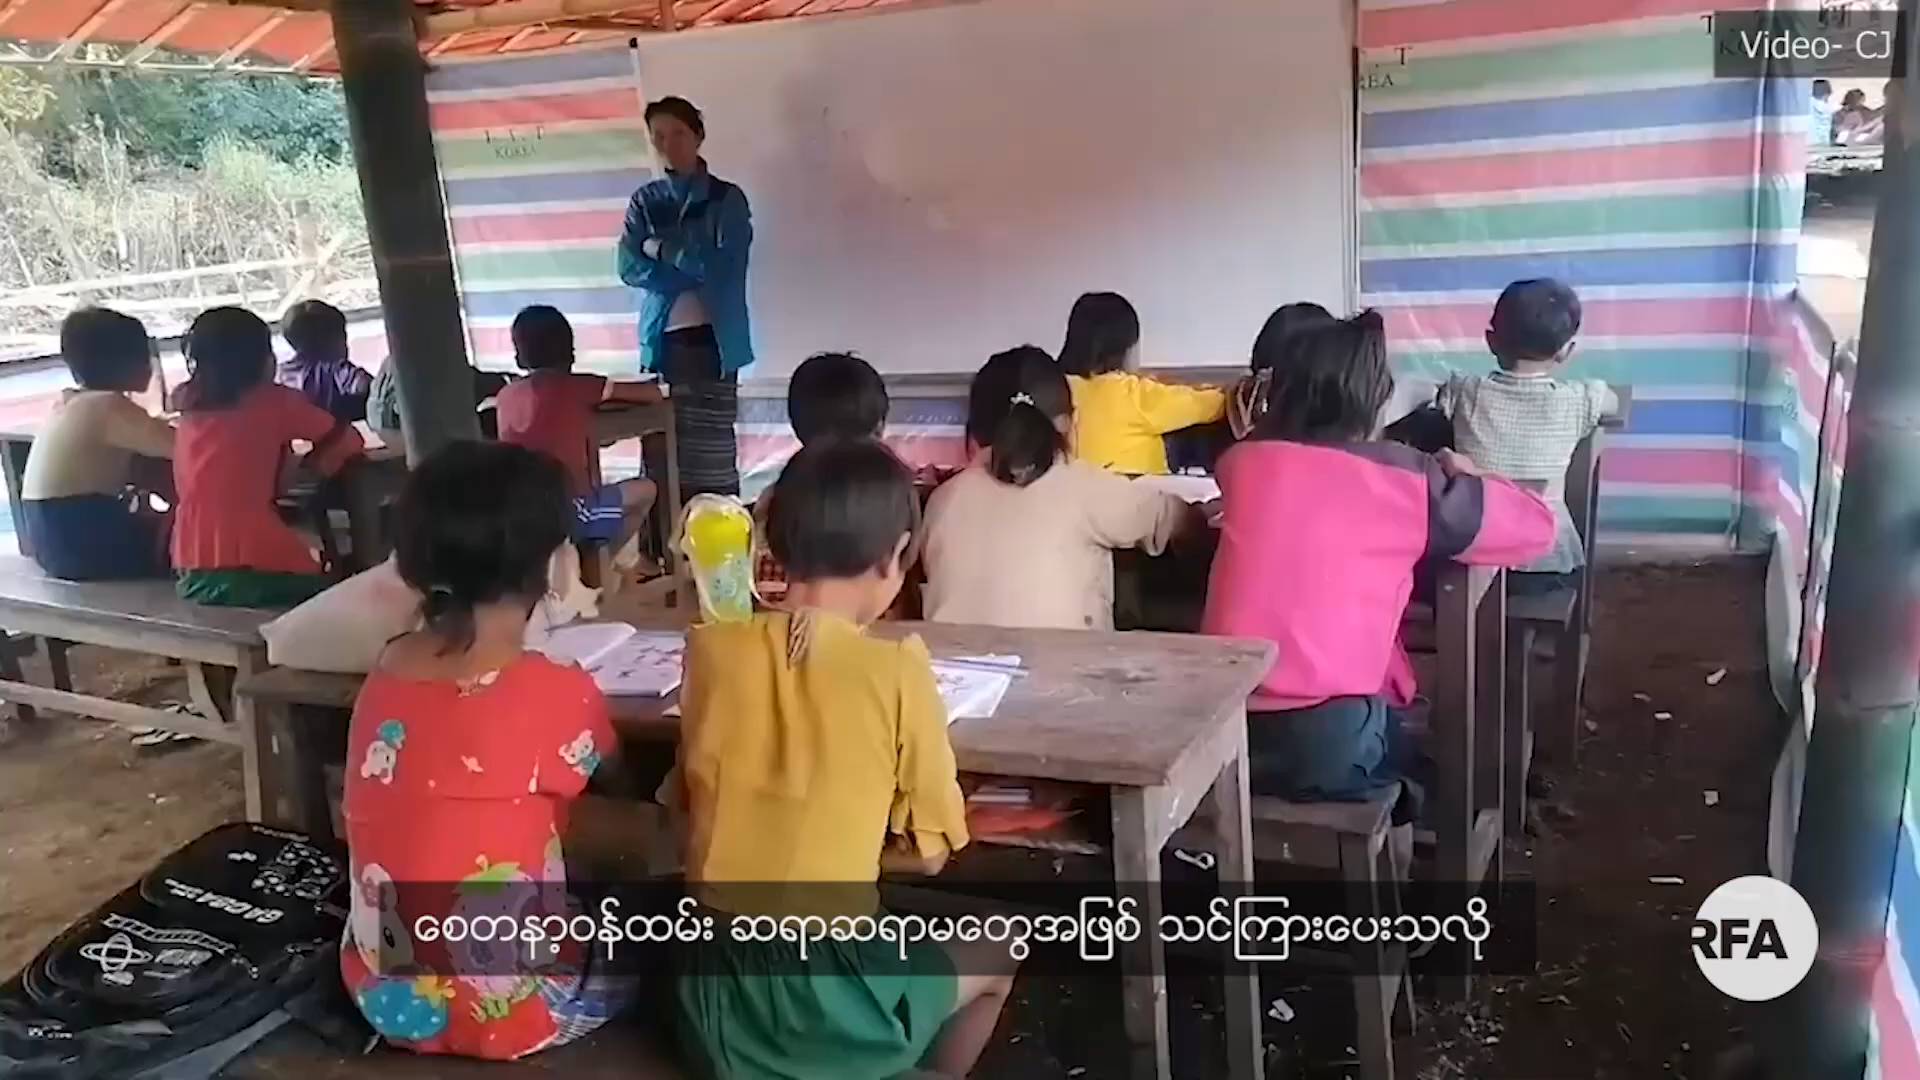 Video- CJ
T. Y. T
KOREA
စေတနာ့ဝန်ထမ်း ဆရာဆရာမတွေအဖြစ် သင်ကြားပေးသလို
RFA